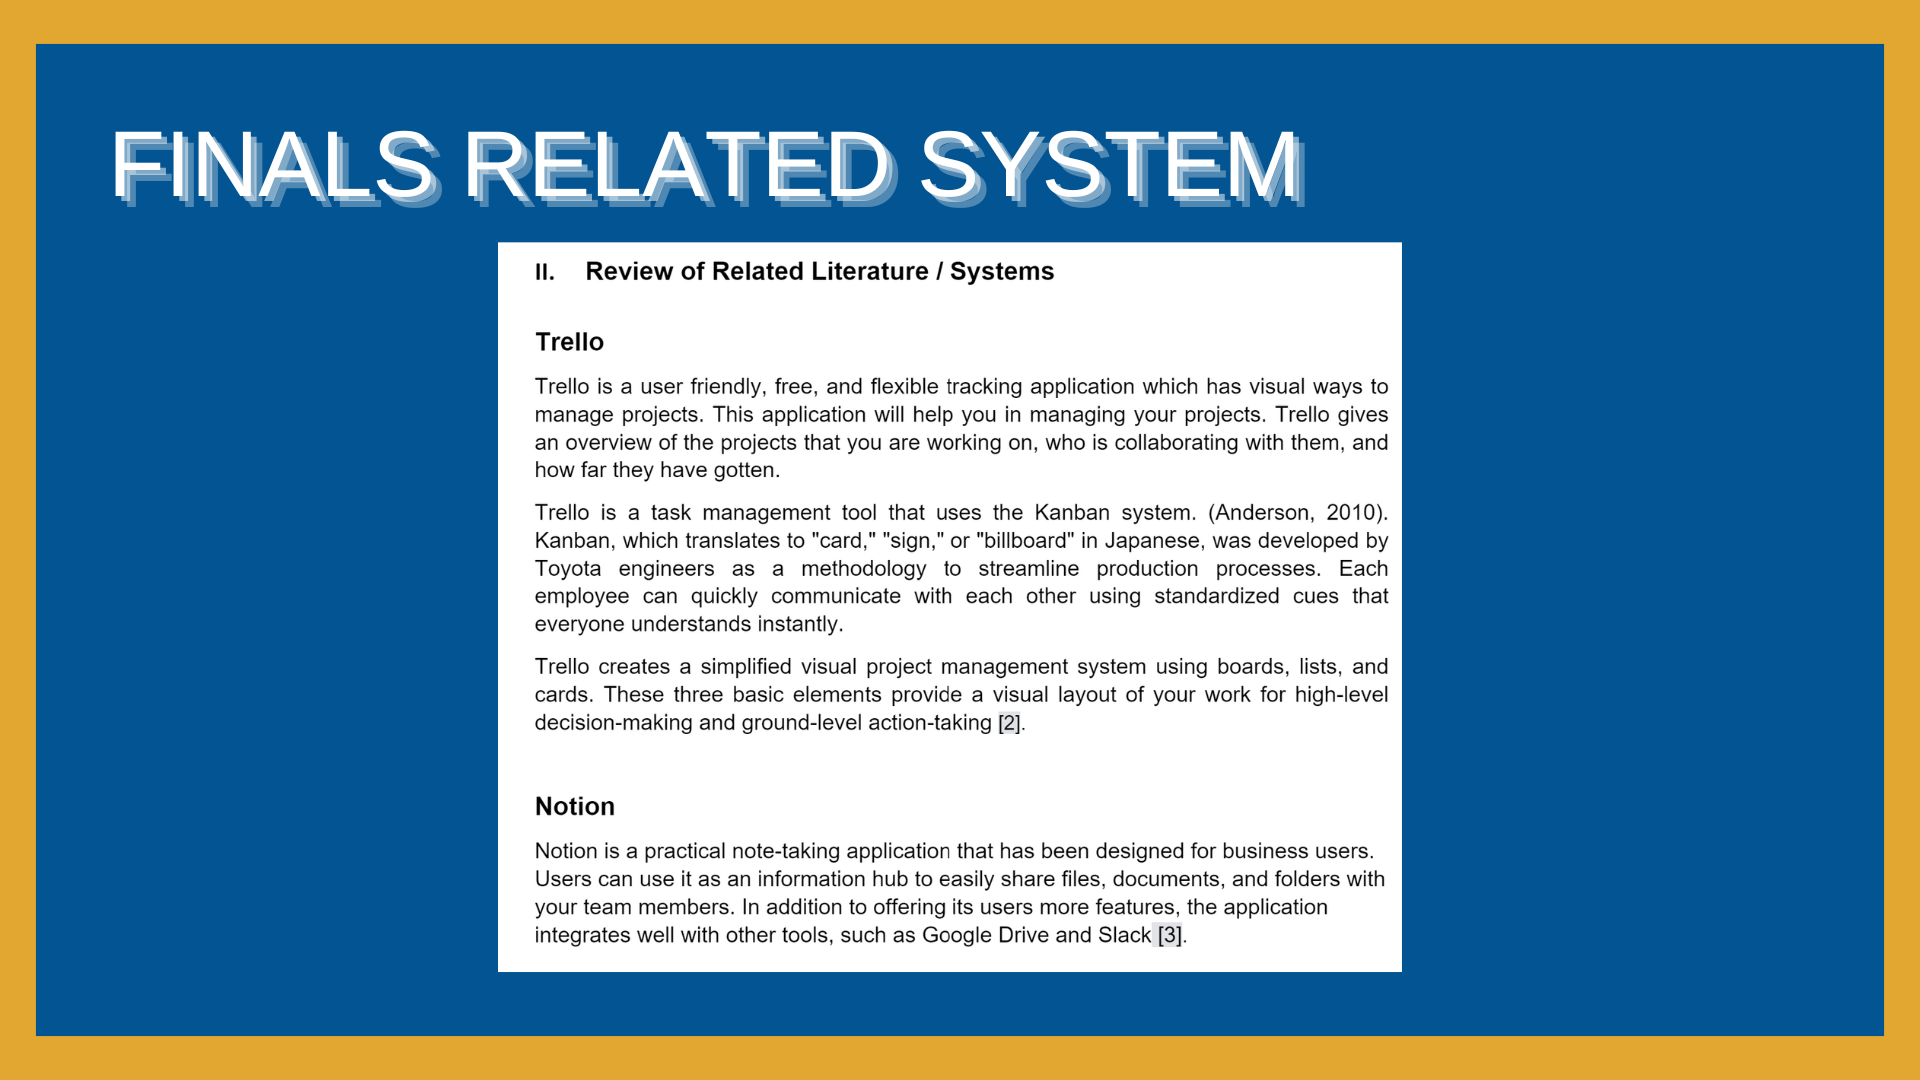 FINALS RELATED SYSTEM
II. Review of Related Literature / Systems
Trello
Trello is a user friendly, free, and flexible tracking application which has visual ways to
manage projects. This application will help you in managing your projects. Trello gives
an overview of the projects that you are working on, who is collaborating with them, and
how far they have gotten.
Trello is a task management tool that uses the Kanban system. (Anderson, 2010).
Kanban, which translates to "card," "sign," or "billboard" in Japanese, was developed by
Toyota engineers as a methodology to streamline production processes. Each
employee can quickly communicate with each other using standardized cues that
everyone understands instantly.
Trello creates a simplified visual project management system using boards, lists, and
cards. These three basic elements provide a visual layout of your work for high-level
decision-making and ground-level action-taking [2].
Notion
Notion is a practical note-taking application that has been designed for business users.
Users can use it as an information hub to easily share files, documents, and folders with
your team members. In addition to offering its users more features, the application
integrates well with other tools, such as Google Drive and Slack [3].